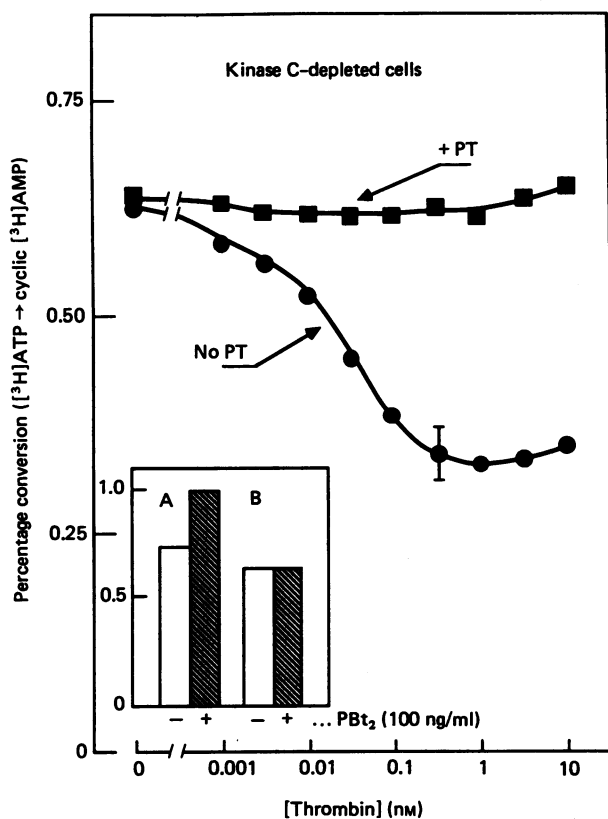 Kinase C-depleted cells
Percentage conversion ([³H]ATP → cyclic [³H]AMP)
0.75
0.50
0.25
0
+ PT
No PT
1.0
0.5
0
A
B
− + − + ... PBt₂ (100 ng/ml)
0 0.001 0.01 0.1 1 10
[Thrombin] (nM)